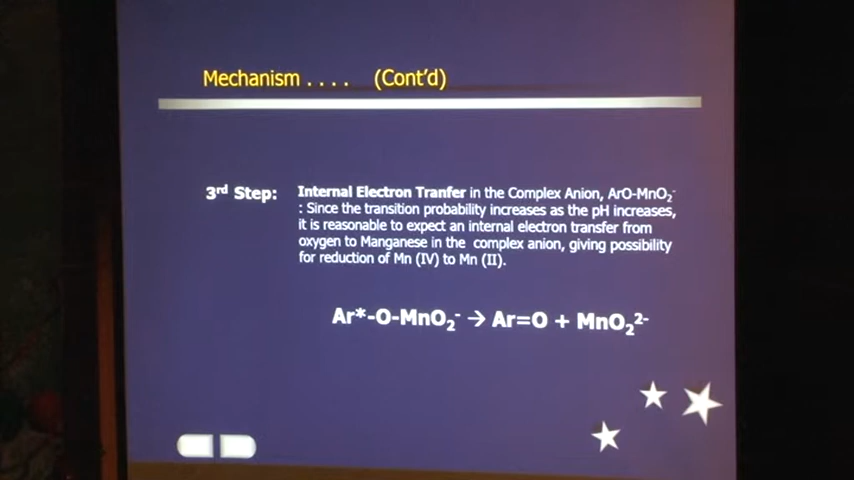 Mechanism . . . . (Cont'd)
3rd Step: Internal Electron Tranfer in the Complex Anion, ArO-MnO2-
: Since the transition probability increases as the pH increases,
it is reasonable to expect an internal electron transfer from
oxygen to Manganese in the complex anion, giving possibility
for reduction of Mn (IV) to Mn (II).
Ar*-O-MnO2- → Ar=O + MnO2 2-